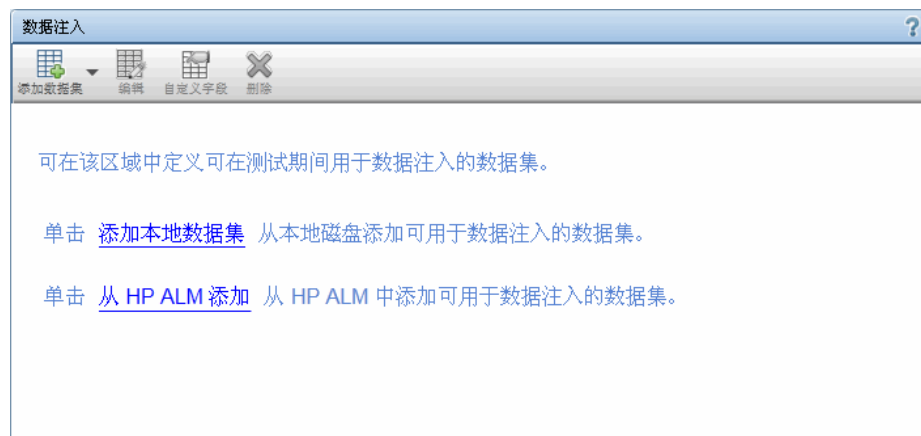 数据注入
?
添加数据集 编辑 自定义字段 删除
可在该区域中定义可在测试期间用于数据注入的数据集。
单击 添加本地数据集 从本地磁盘添加可用于数据注入的数据集。
单击 从 HP ALM 添加 从 HP ALM 中添加可用于数据注入的数据集。